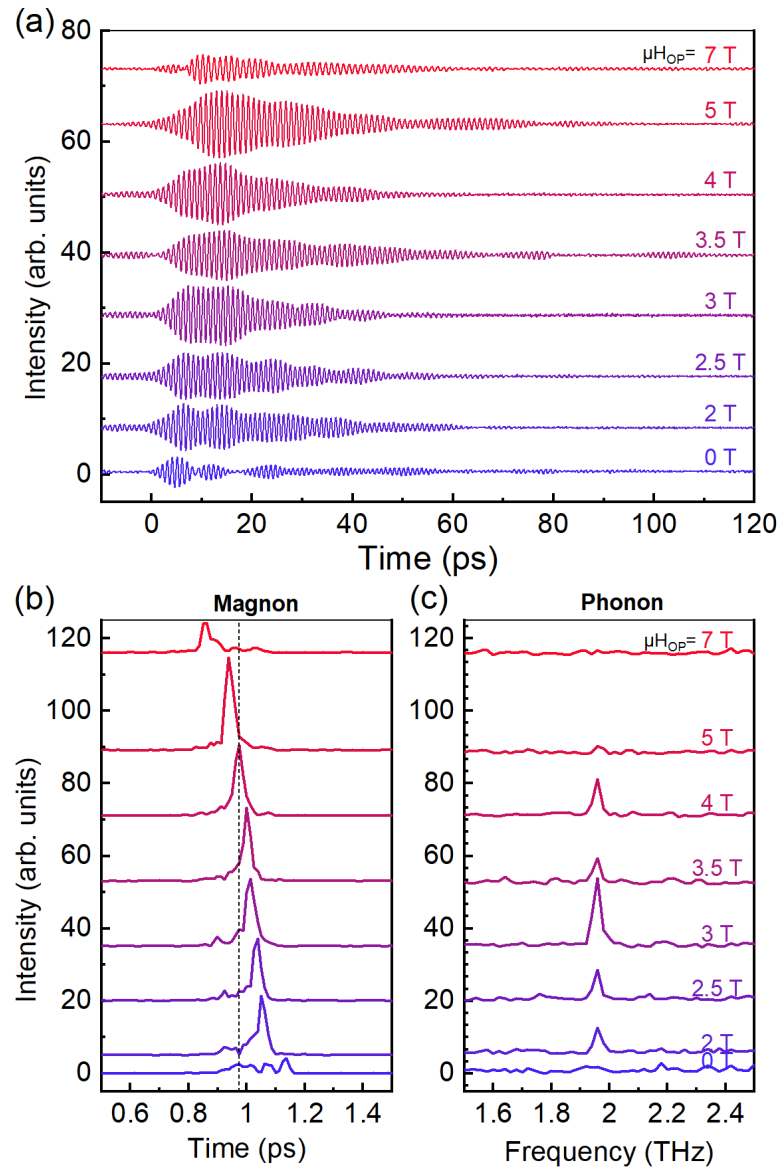 (a)
80
60
40
20
0
Intensity (arb. units)
µH_OP= 7 T
5 T
4 T
3.5 T
3 T
2.5 T
2 T
0 T
0 20 40 60 80 100 120
Time (ps)
(b) Magnon
120
100
80
60
40
20
0
Intensity (arb. units)
0.6 0.8 1 1.2 1.4
Time (ps)
(c) Phonon
µH_OP= 7 T
5 T
4 T
3.5 T
3 T
2.5 T
2 T
0 T
1.6 1.8 2 2.2 2.4
Frequency (THz)